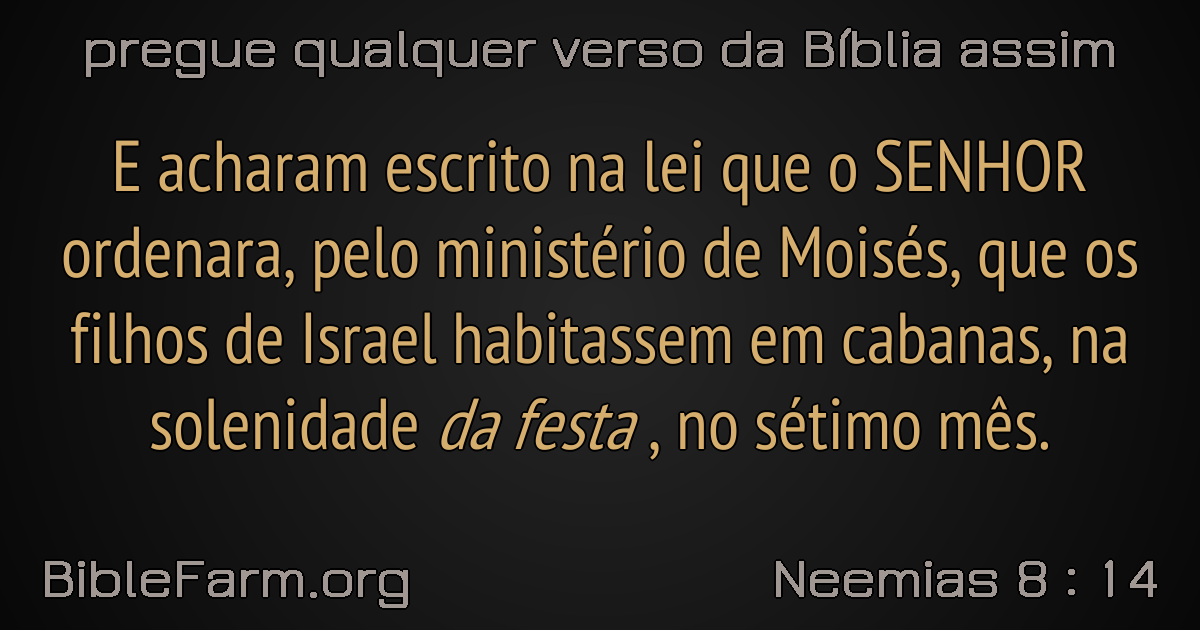 pregue qualquer verso da Bíblia assim
E acharam escrito na lei que o SENHOR
ordenara, pelo ministério de Moisés, que os
filhos de Israel habitassem em cabanas, na
solenidade da festa , no sétimo mês.
BibleFarm.org
Neemias 8 : 14